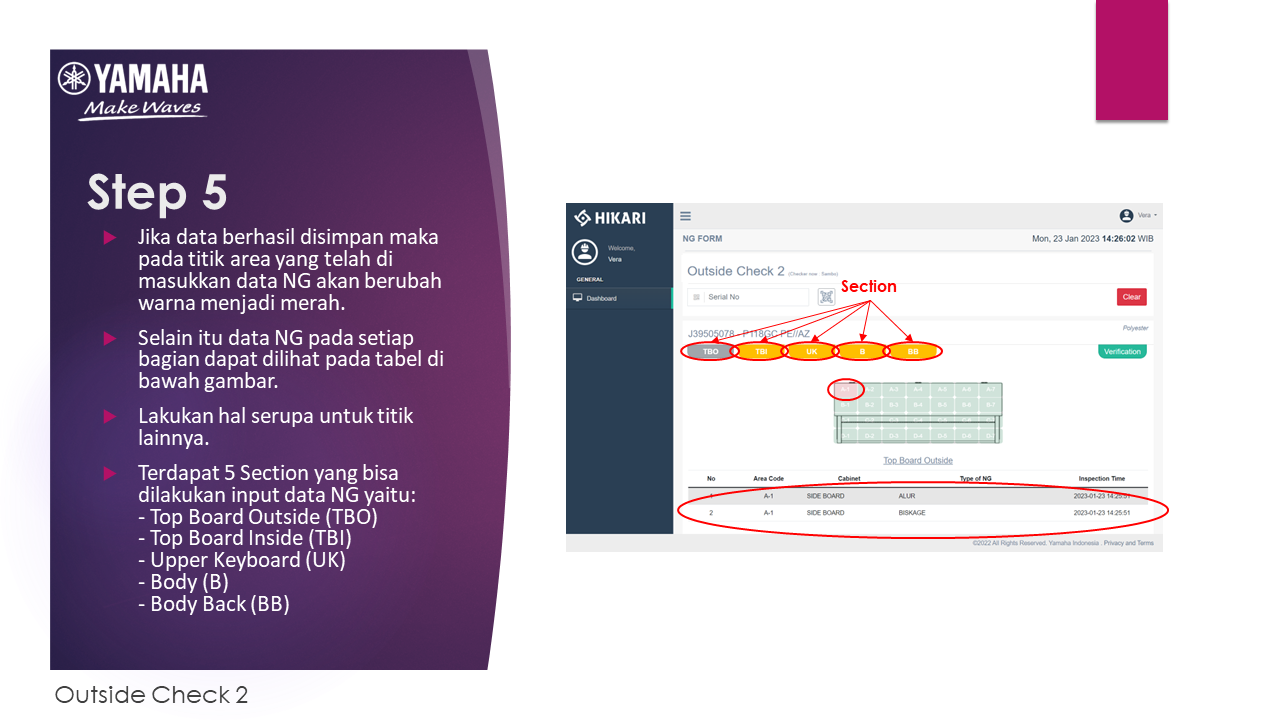 YAMAHA
Make Waves
Step 5
Jika data berhasil disimpan maka
pada titik area yang telah di
masukkan data NG akan berubah
warna menjadi merah.
Selain itu data NG pada setiap
bagian dapat dilihat pada tabel di
bawah gambar.
Lakukan hal serupa untuk titik
lainnya.
Terdapat 5 Section yang bisa
dilakukan input data NG yaitu:
- Top Board Outside (TBO)
- Top Board Inside (TBI)
- Upper Keyboard (UK)
- Body (B)
- Body Back (BB)
Outside Check 2
HIKARI
Vera
Welcome,
Vera
GENERAL
Dashboard
NG FORM
Mon, 23 Jan 2023 14:26:02 WIB
Outside Check 2
Section
Serial No
Clear
J39505078 - P118GC PE//AZ
Polyester
TBO TBI UK B BB
Verification
A-1 A-2 A-3 A-4 A-5 A-6 A-7
B-1 B-2 B-3 B-4 B-5 B-6 B-7
D-1 D-2 D-3 D-4 D-5 D-6
Top Board Outside
No Area Code Cabinet Type of NG Inspection Time
1 A-1 SIDE BOARD ALUR 2023-01-23 14:25:51
2 A-1 SIDE BOARD BISKAGE 2023-01-23 14:25:51
©2022 All Rights Reserved. Yamaha Indonesia . Privacy and Terms